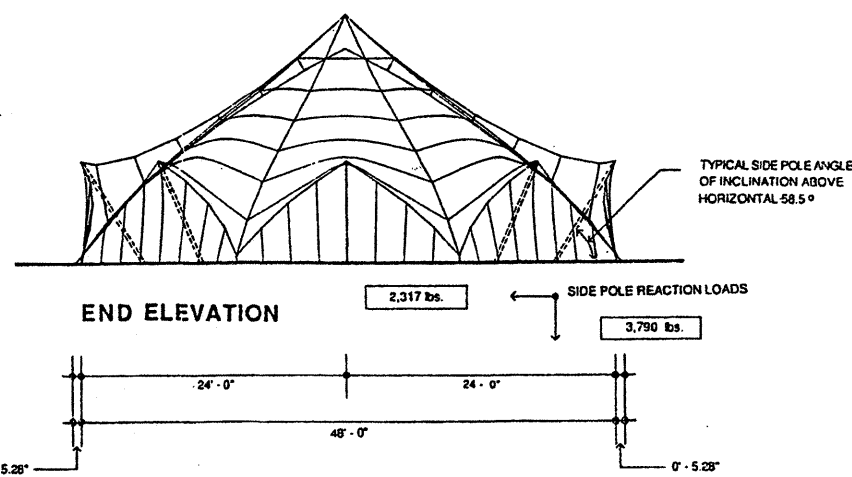 TYPICAL SIDE POLE ANGLE
OF INCLINATION ABOVE
HORIZONTAL-58.5°
2,317 lbs.
SIDE POLE REACTION LOADS
END ELEVATION
3,790 lbs.
24' - 0"
24 - 0"
48' - 0"
5.28"
0' - 5.28"